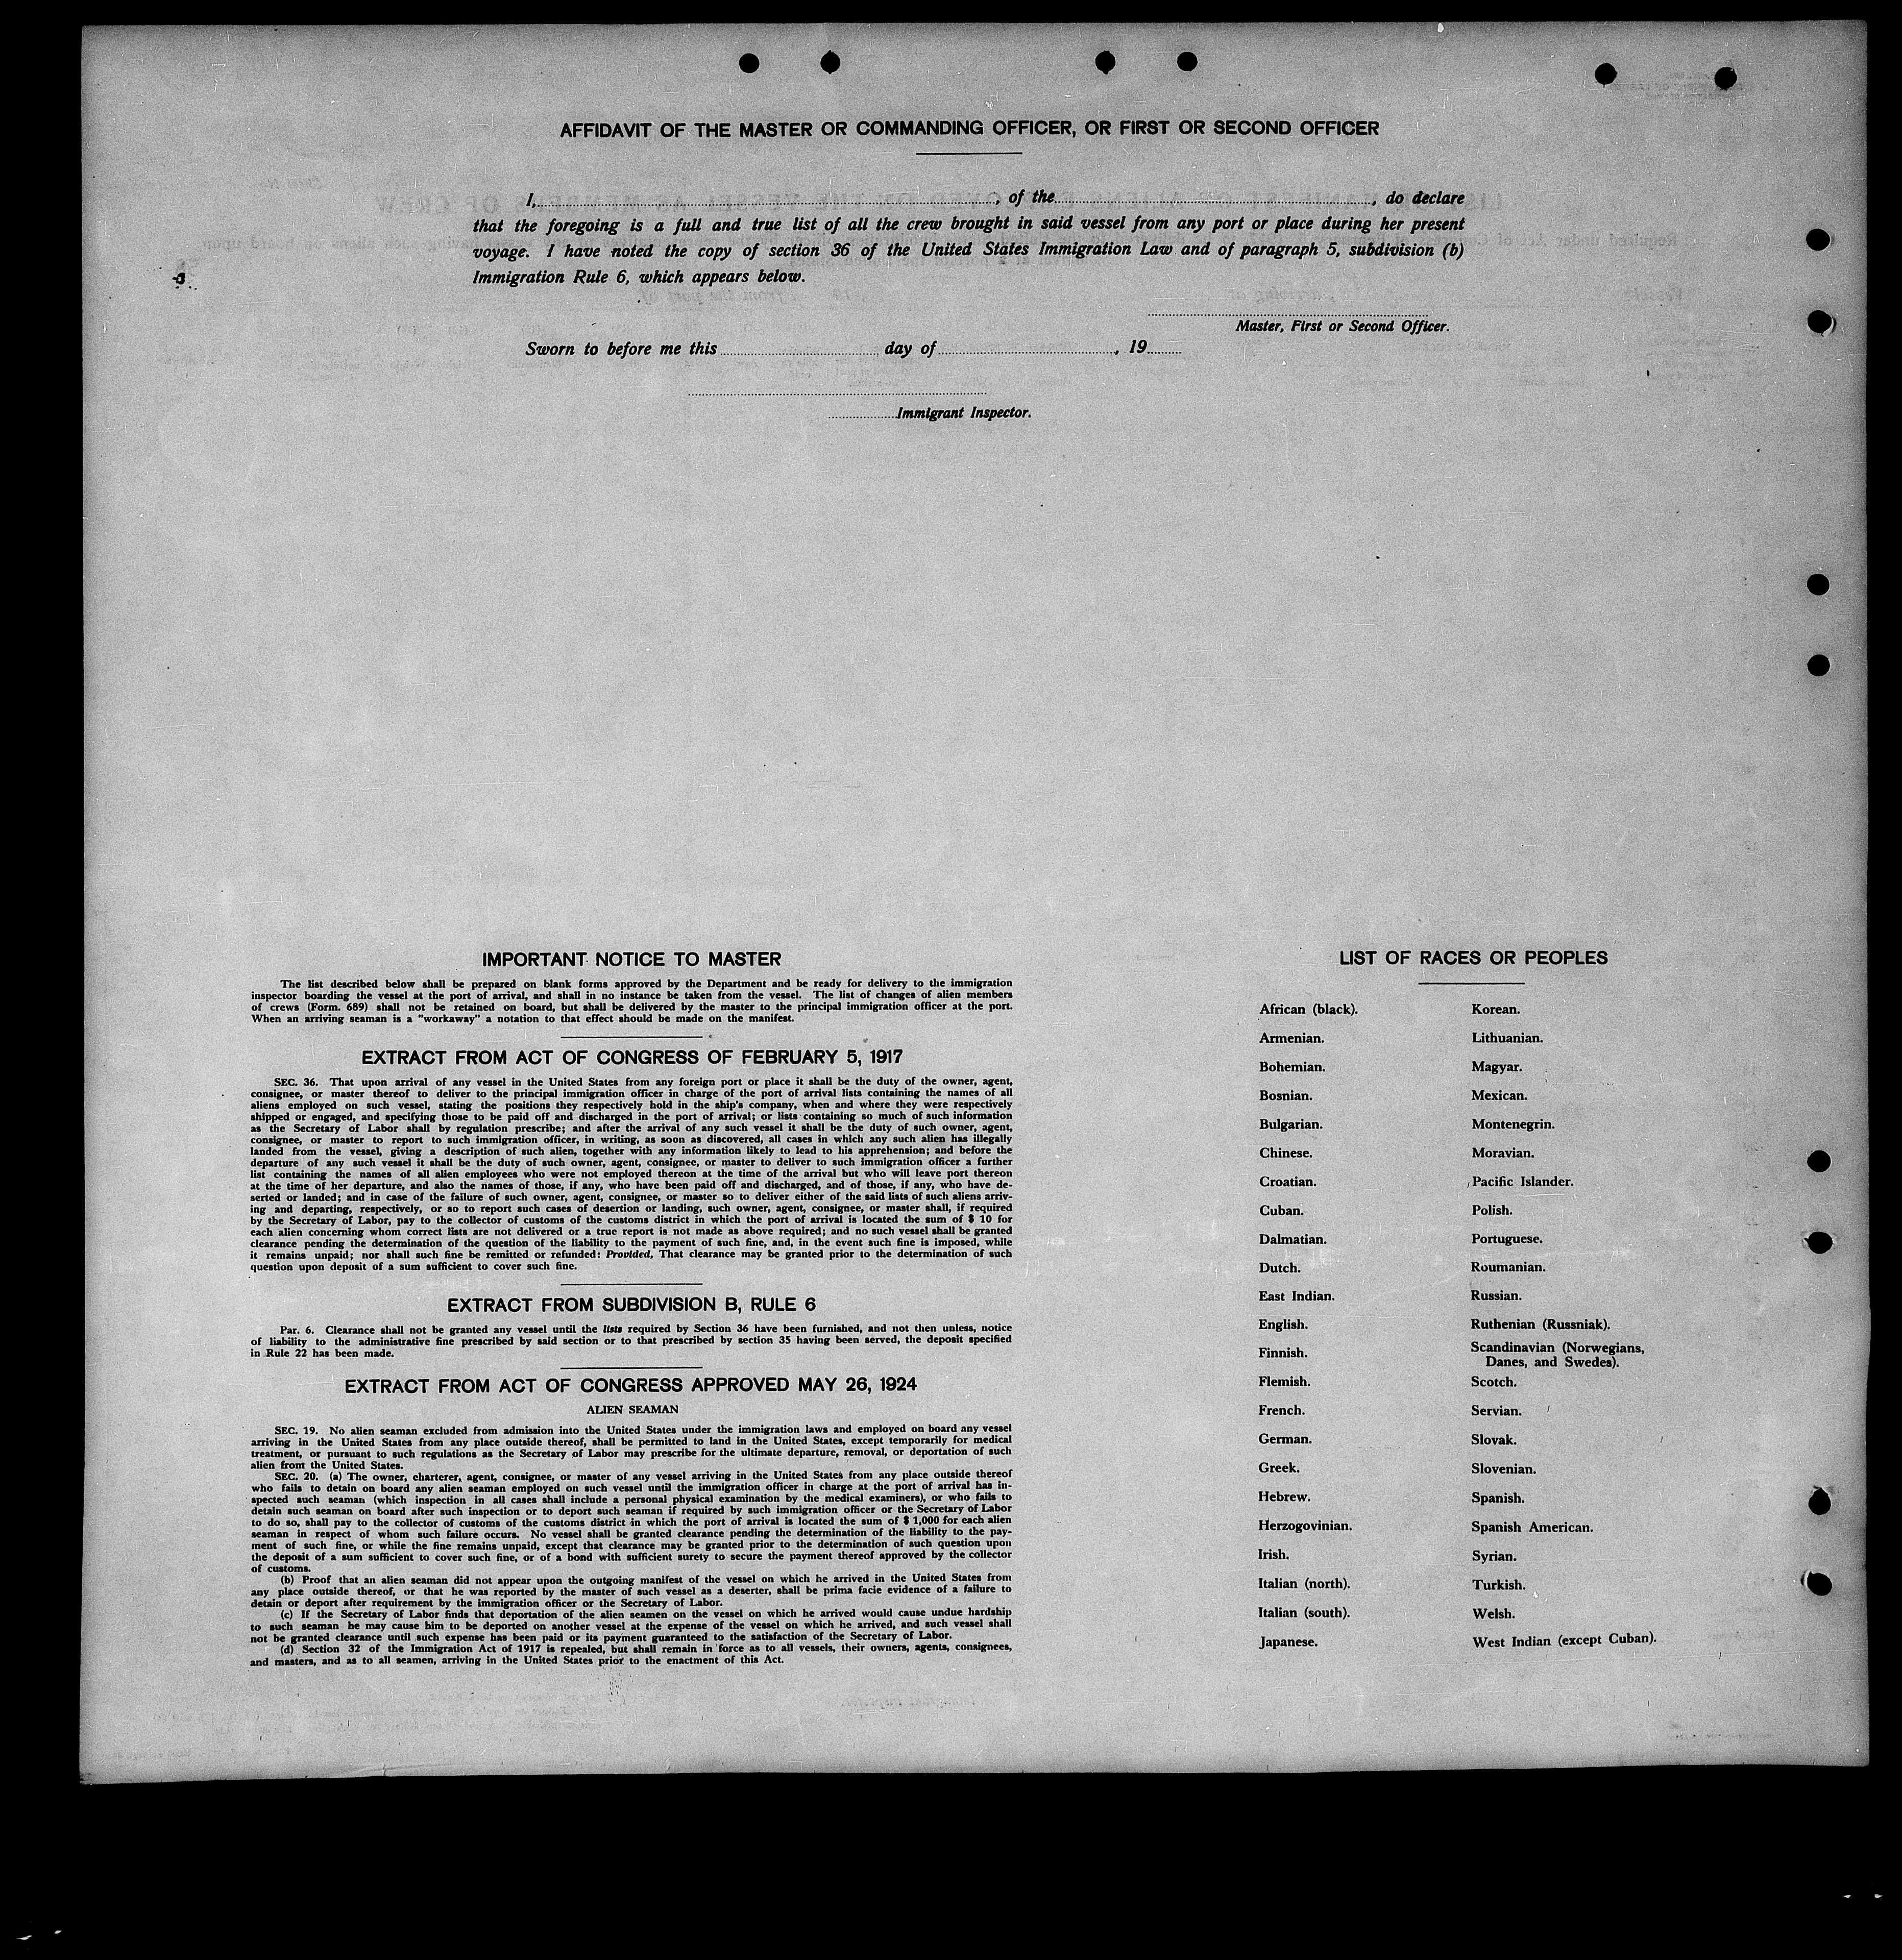 AFFIDAVIT OF THE MASTER OR COMMANDING OFFICER, OR FIRST OR SECOND OFFICER
I, , of the , do declare
that the foregoing is a full and true list of all the crew brought in said vessel from any port or place during her present
voyage. I have noted the copy of section 36 of the United States Immigration Law and of paragraph 5, subdivision (b)
Immigration Rule 6, which appears below.
Master, First or Second Officer.
Sworn to before me this day of , 19
Immigrant Inspector.
IMPORTANT NOTICE TO MASTER
The list described below shall be prepared on blank forms approved by the Department and be ready for delivery to the immigration
inspector boarding the vessel at the port of arrival, and shall in no instance be taken from the vessel. The list of changes of alien members
of crews (Form. 689) shall not be retained on board, but shall be delivered by the master to the principal immigration officer at the port.
When an arriving seaman is a "workaway" a notation to that effect should be made on the manifest.
EXTRACT FROM ACT OF CONGRESS OF FEBRUARY 5, 1917
SEC. 36. That upon arrival of any vessel in the United States from any foreign port or place it shall be the duty of the owner, agent,
consignee, or master thereof to deliver to the principal immigration officer in charge of the port of arrival lists containing the names of all
aliens employed on such vessel, stating the positions they respectively hold in the ship's company, when and where they were respectively
shipped or engaged, and specifying those to be paid off and discharged in the port of arrival; or lists containing so much of such information
as the Secretary of Labor shall by regulation prescribe; and after the arrival of any such vessel it shall be the duty of such owner, agent,
consignee, or master to report to such immigration officer, in writing, as soon as discovered, all cases in which any such alien has illegally
landed from the vessel, giving a description of such alien, together with any information likely to lead to his apprehension; and before the
departure of any such vessel it shall be the duty of such owner, agent, consignee, or master to deliver to such immigration officer a further
list containing the names of all alien employees who were not employed thereon at the time of the arrival but who will leave port thereon
at the time of her departure, and also the names of those, if any, who have been paid off and discharged, and of those, if any, who have de-
serted or landed; and in case of the failure of such owner, agent, consignee, or master so to deliver either of the said lists of such aliens arriv-
ing and departing, respectively, or so to report such cases of desertion or landing, such owner, agent, consignee, or master shall, if required
by the Secretary of Labor, pay to the collector of customs of the customs district in which the port of arrival is located the sum of $ 10 for
each alien concerning whom correct lists are not delivered or a true report is not made as above required; and no such vessel shall be granted
clearance pending the determination of the question of the liability to the payment of such fine, and, in the event such fine is imposed, while
it remains unpaid; nor shall such fine be remitted or refunded: Provided, That clearance may be granted prior to the determination of such
question upon deposit of a sum sufficient to cover such fine.
EXTRACT FROM SUBDIVISION B, RULE 6
Par. 6. Clearance shall not be granted any vessel until the lists required by Section 36 have been furnished, and not then unless, notice
of liability to the administrative fine prescribed by said section or to that prescribed by section 35 having been served, the deposit specified
in Rule 22 has been made.
EXTRACT FROM ACT OF CONGRESS APPROVED MAY 26, 1924
ALIEN SEAMAN
SEC. 19. No alien seaman excluded from admission into the United States under the immigration laws and employed on board any vessel
arriving in the United States from any place outside thereof, shall be permitted to land in the United States, except temporarily for medical
treatment, or pursuant to such regulations as the Secretary of Labor may prescribe for the ultimate departure, removal, or deportation of such
alien from the United States.
SEC. 20. (a) The owner, charterer, agent, consignee, or master of any vessel arriving in the United States from any place outside thereof
who fails to detain on board any alien seaman employed on such vessel until the immigration officer in charge at the port of arrival has in-
spected such seaman (which inspection in all cases shall include a personal physical examination by the medical examiners), or who fails to
detain such seaman on board after such inspection or to deport such seaman if required by such immigration officer or the Secretary of Labor
to do so, shall pay to the collector of customs of the customs district in which the port of arrival is located the sum of $ 1,000 for each alien
seaman in respect of whom such failure occurs. No vessel shall be granted clearance pending the determination of the liability to the pay-
ment of such fine, or while the fine remains unpaid, except that clearance may be granted prior to the determination of such question upon
the deposit of a sum sufficient to cover such fine, or of a bond with sufficient surety to secure the payment thereof approved by the collector
of customs.
(b) Proof that an alien seaman did not appear upon the outgoing manifest of the vessel on which he arrived in the United States from
any place outside thereof, or that he was reported by the master of such vessel as a deserter, shall be prima facie evidence of a failure to
detain or deport after requirement by the immigration officer or the Secretary of Labor.
(c) If the Secretary of Labor finds that deportation of the alien seamen on the vessel on which he arrived would cause undue hardship
to such seaman he may cause him to be deported on another vessel at the expense of the vessel on which he arrived, and such vessel shall
not be granted clearance until such expense has been paid or its payment guaranteed to the satisfaction of the Secretary of Labor.
(d) Section 32 of the Immigration Act of 1917 is repealed, but shall remain in force as to all vessels, their owners, agents, consignees,
and masters, and as to all seamen, arriving in the United States prior to the enactment of this Act.
LIST OF RACES OR PEOPLES
African (black).
Armenian.
Bohemian.
Bosnian.
Bulgarian.
Chinese.
Croatian.
Cuban.
Dalmatian.
Dutch.
East Indian.
English.
Finnish.
Flemish.
French.
German.
Greek.
Hebrew.
Herzogovinian.
Irish.
Italian (north).
Italian (south).
Japanese.
Korean.
Lithuanian.
Magyar.
Mexican.
Montenegrin.
Moravian.
Pacific Islander.
Polish.
Portuguese.
Roumanian.
Russian.
Ruthenian (Russniak).
Scandinavian (Norwegians,
Danes, and Swedes).
Scotch.
Servian.
Slovak.
Slovenian.
Spanish.
Spanish American.
Syrian.
Turkish.
Welsh.
West Indian (except Cuban).